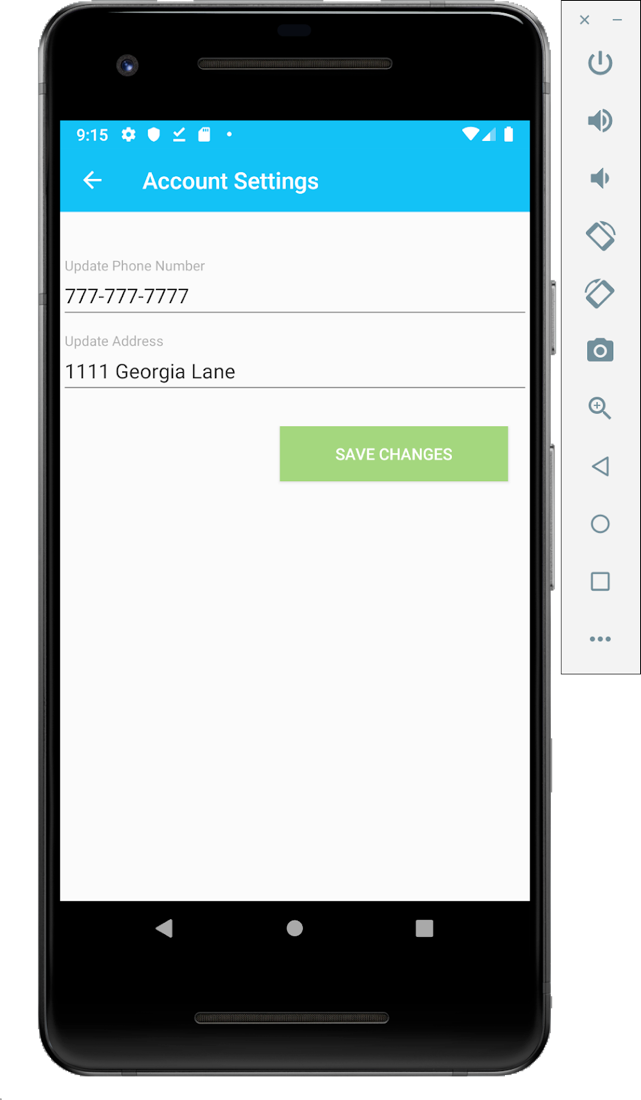 9:15
Account Settings
Update Phone Number
777-777-7777
Update Address
1111 Georgia Lane
SAVE CHANGES